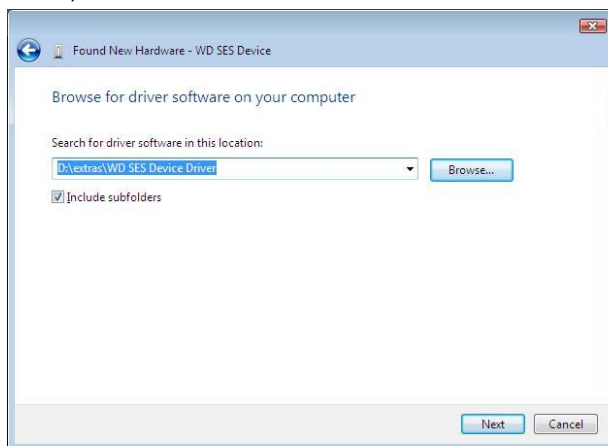 Found New Hardware - WD SES Device
Browse for driver software on your computer
Search for driver software in this location:
D:\extras\WD SES Device Driver
Browse...
Include subfolders
Next
Cancel